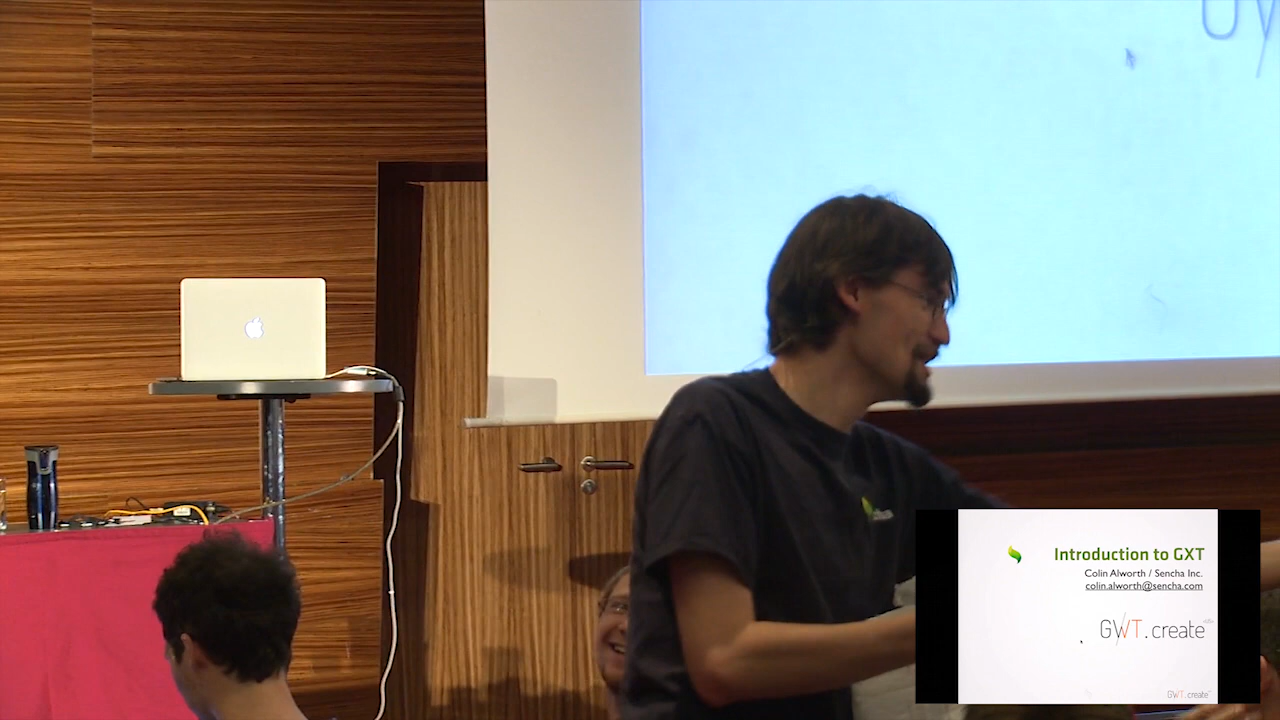 Introduction to GXT
Colin Alworth / Sencha Inc.
colin.alworth@sencha.com
GWT.create
GWT.create